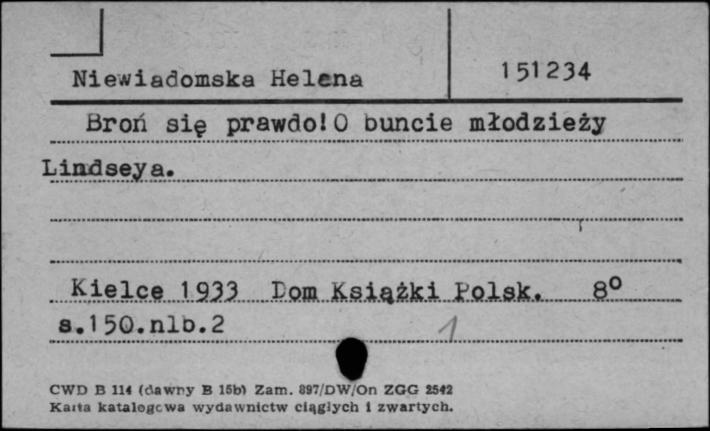 Niewiadomska Helena 151234
Broń się prawdo!O buncie młodzieży
Lindseya.
Kielce 1933 Dom Książki Polsk. 8º
s.150.nlb.2 1
CWD B 114 (dawny B 15b) Zam. 897/DW/On ZGG 2542
Karta katalogowa wydawnictw ciągłych i zwartych.